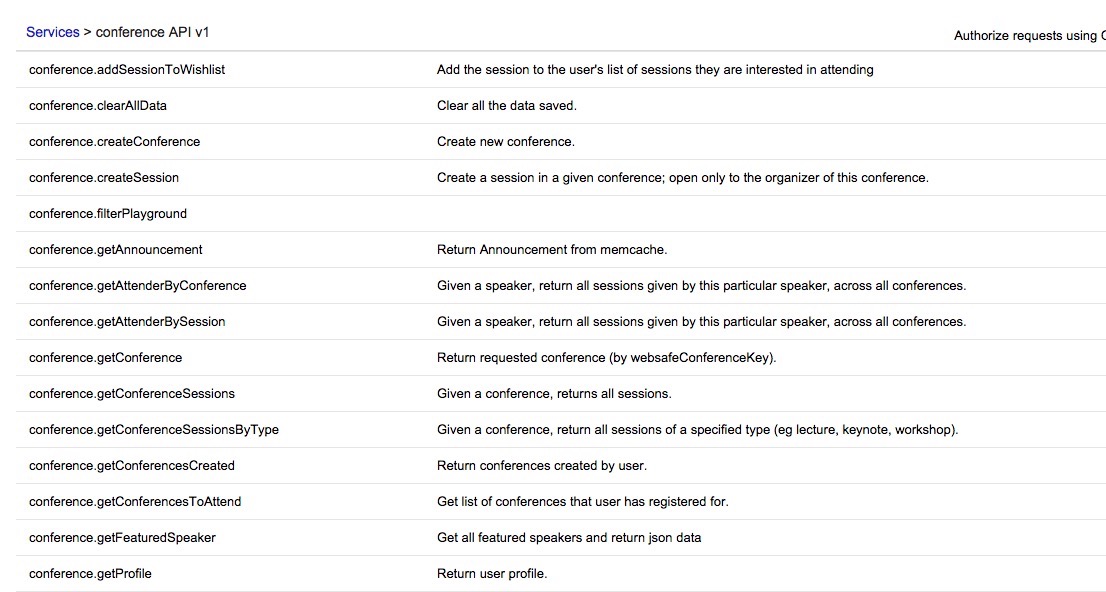 Services > conference API v1
Authorize requests using
conference.addSessionToWishlist Add the session to the user's list of sessions they are interested in attending
conference.clearAllData Clear all the data saved.
conference.createConference Create new conference.
conference.createSession Create a session in a given conference; open only to the organizer of this conference.
conference.filterPlayground
conference.getAnnouncement Return Announcement from memcache.
conference.getAttenderByConference Given a speaker, return all sessions given by this particular speaker, across all conferences.
conference.getAttenderBySession Given a speaker, return all sessions given by this particular speaker, across all conferences.
conference.getConference Return requested conference (by websafeConferenceKey).
conference.getConferenceSessions Given a conference, returns all sessions.
conference.getConferenceSessionsByType Given a conference, return all sessions of a specified type (eg lecture, keynote, workshop).
conference.getConferencesCreated Return conferences created by user.
conference.getConferencesToAttend Get list of conferences that user has registered for.
conference.getFeaturedSpeaker Get all featured speakers and return json data
conference.getProfile Return user profile.